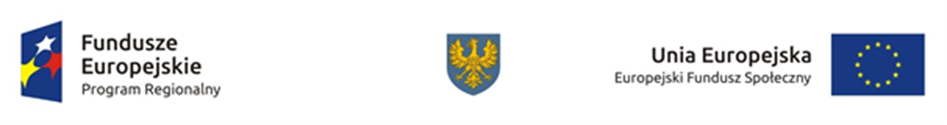 Fundusze
Europejskie
Program Regionalny
Unia Europejska
Europejski Fundusz Społeczny